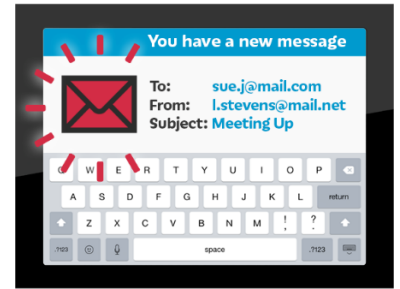 You have a new message
To: sue.j@mail.com
From: l.stevens@mail.net
Subject: Meeting Up
Q W E R T Y U I O P
A S D F G H J K L return
Z X C V B N M ! , ? .
.?123 space .?123